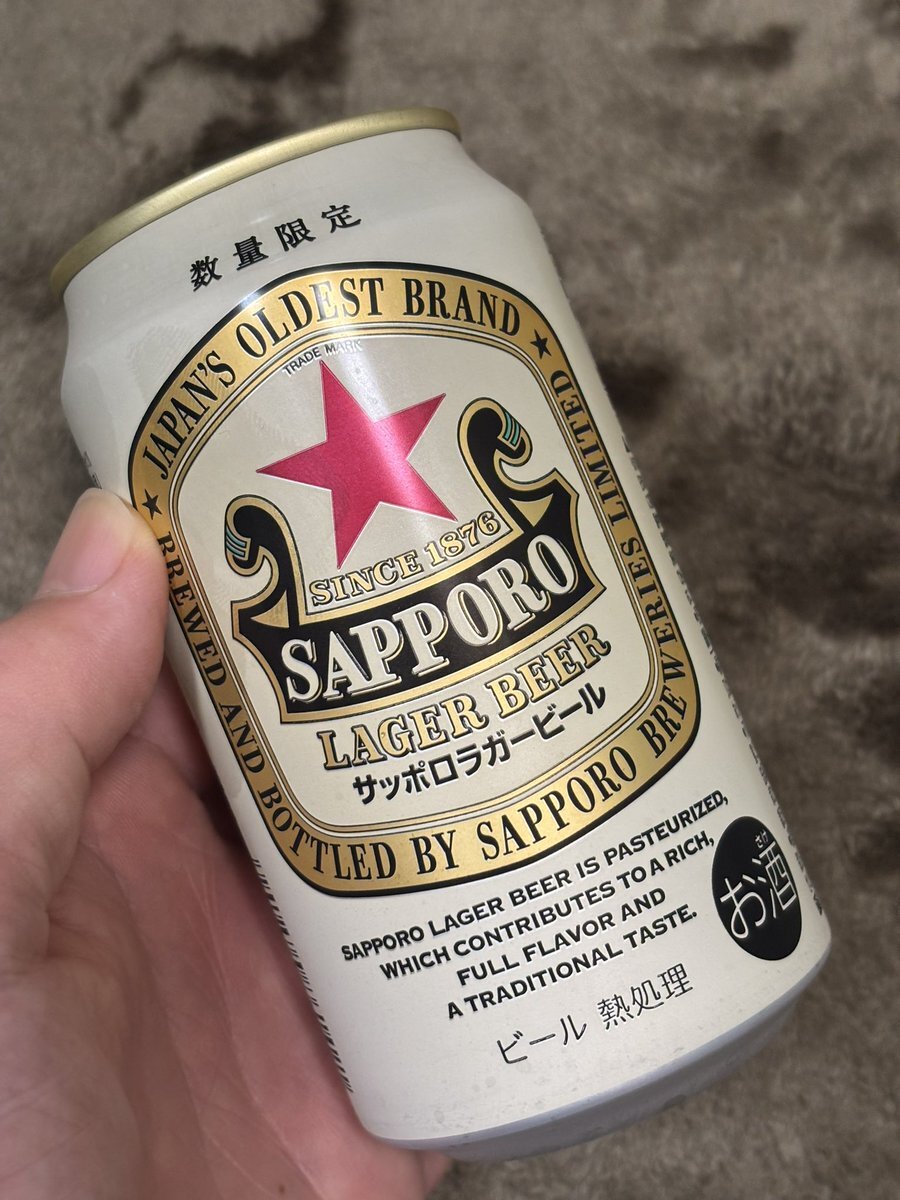 数量限定
★ JAPAN'S OLDEST BRAND ★
TRADE MARK
SINCE 1876
SAPPORO
LAGER BEER
サッポロラガービール
BREWED AND BOTTLED BY SAPPORO BREWERIES LIMITED
SAPPORO LAGER BEER IS PASTEURIZED,
WHICH CONTRIBUTES TO A RICH,
FULL FLAVOR AND
A TRADITIONAL TASTE.
さけ
お酒
ビール 熱処理